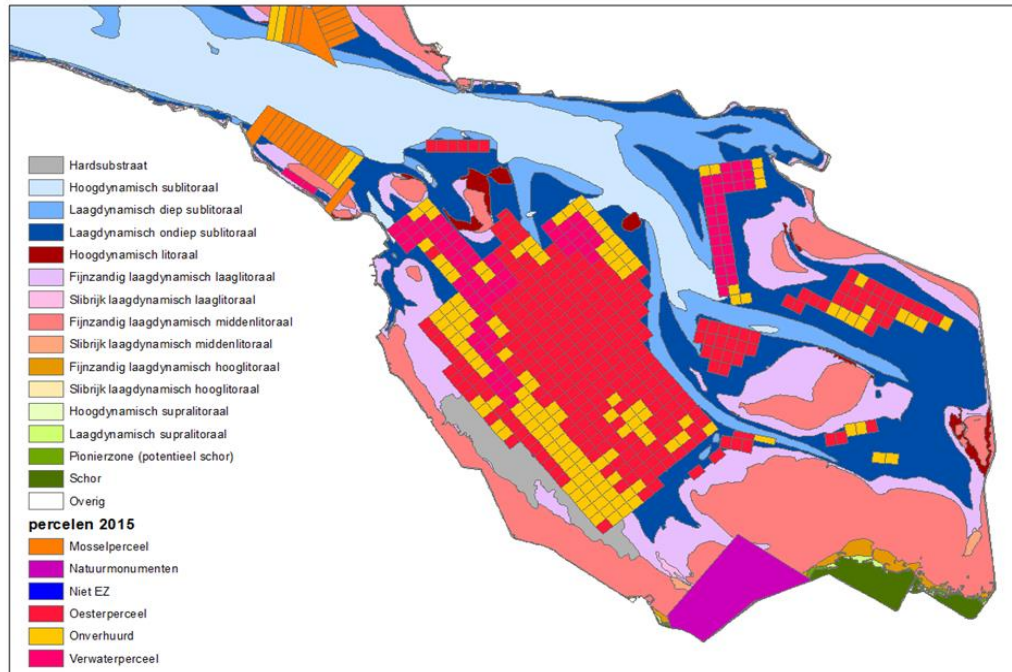 Hardsubstraat
Hoogdynamisch sublitoraal
Laagdynamisch diep sublitoraal
Laagdynamisch ondiep sublitoraal
Hoogdynamisch litoraal
Fijnzandig laagdynamisch laaglitoraal
Slibrijk laagdynamisch laaglitoraal
Fijnzandig laagdynamisch middenlitoraal
Slibrijk laagdynamisch middenlitoraal
Fijnzandig laagdynamisch hooglitoraal
Slibrijk laagdynamisch hooglitoraal
Hoogdynamisch supralitoraal
Laagdynamisch supralitoraal
Pionierzone (potentieel schor)
Schor
Overig
percelen 2015
Mosselperceel
Natuurmonumenten
Niet EZ
Oesterperceel
Onverhuurd
Verwaterperceel